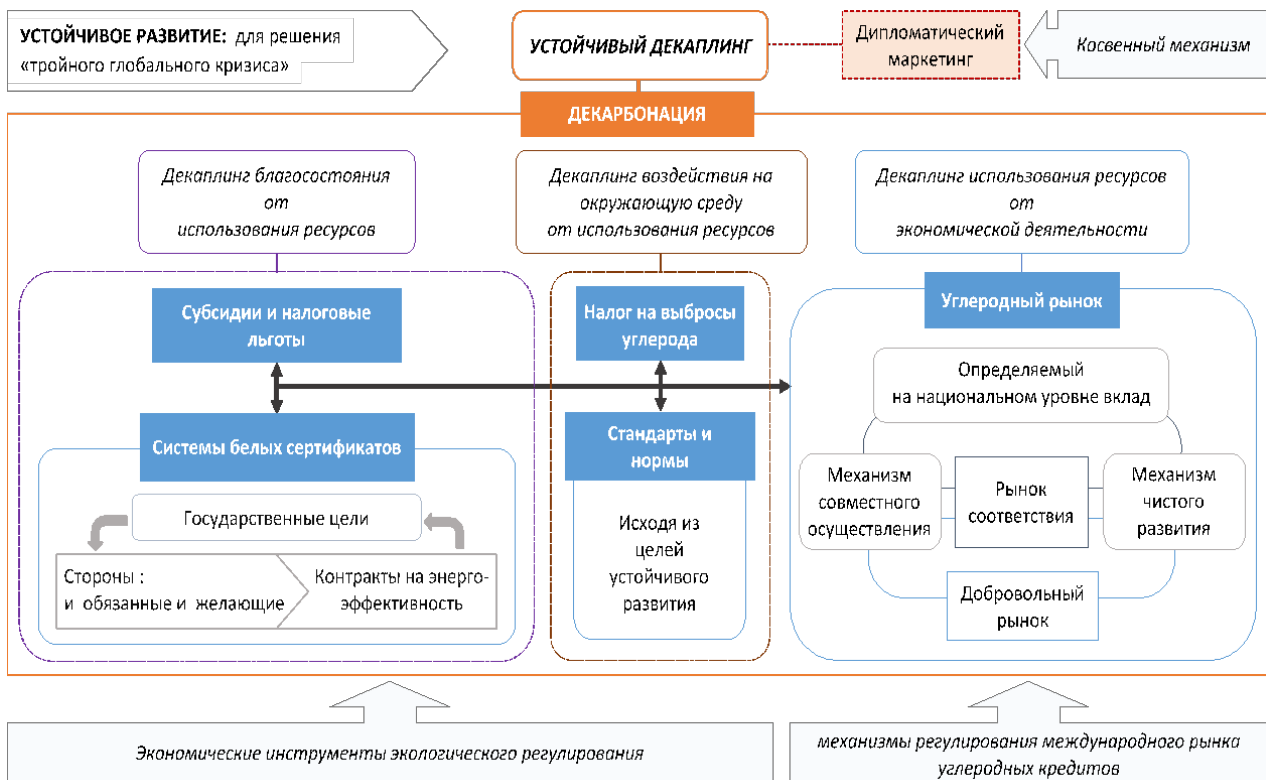 УСТОЙЧИВОЕ РАЗВИТИЕ: для решения
«тройного глобального кризиса»
УСТОЙЧИВЫЙ ДЕКАПЛИНГ
Дипломатический
маркетинг
Косвенный механизм
ДЕКАРБОНАЦИЯ
Декаплинг благосостояния
от
использования ресурсов
Декаплинг воздействия на
окружающую среду
от использования ресурсов
Декаплинг использования ресурсов
от
экономической деятельности
Субсидии и налоговые
льготы
Налог на выбросы
углерода
Углеродный рынок
Системы белых сертификатов
Государственные цели
Стороны :
и обязанные и желающие
Контракты на энерго-
эффективность
Стандарты и
нормы
Исходя из
целей
устойчивого
развития
Определяемый
на национальном уровне вклад
Механизм
совместного
осуществления
Рынок
соответствия
Механизм
чистого
развития
Добровольный
рынок
Экономические инструменты экологического регулирования
механизмы регулирования международного рынка
углеродных кредитов